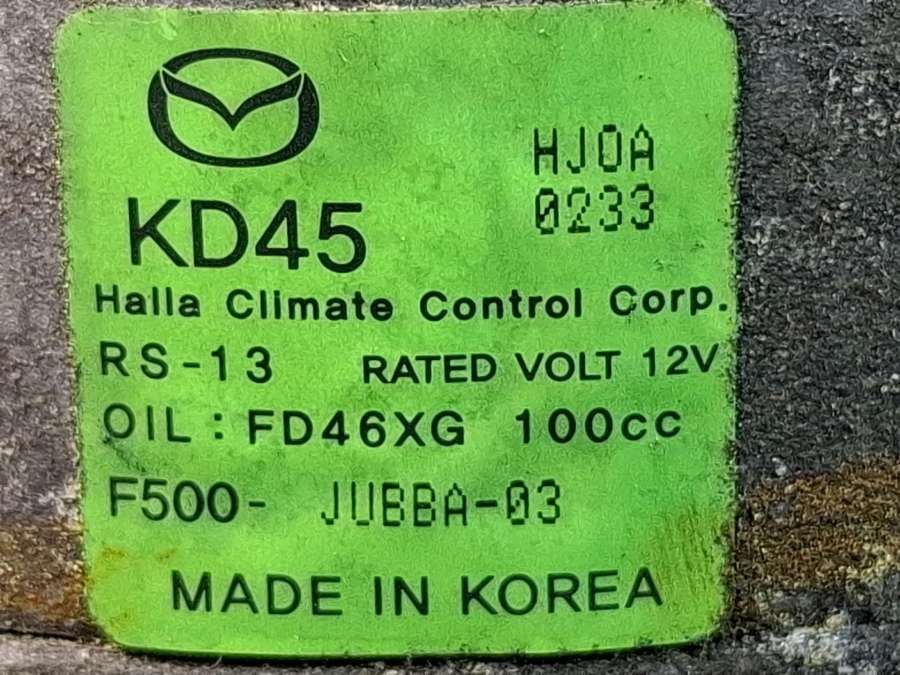 HJOA
0233
KD45
Halla Climate Control Corp.
RS-13 RATED VOLT 12V
OIL: FD46XG 100cc
F500- JUBBA-03
MADE IN KOREA